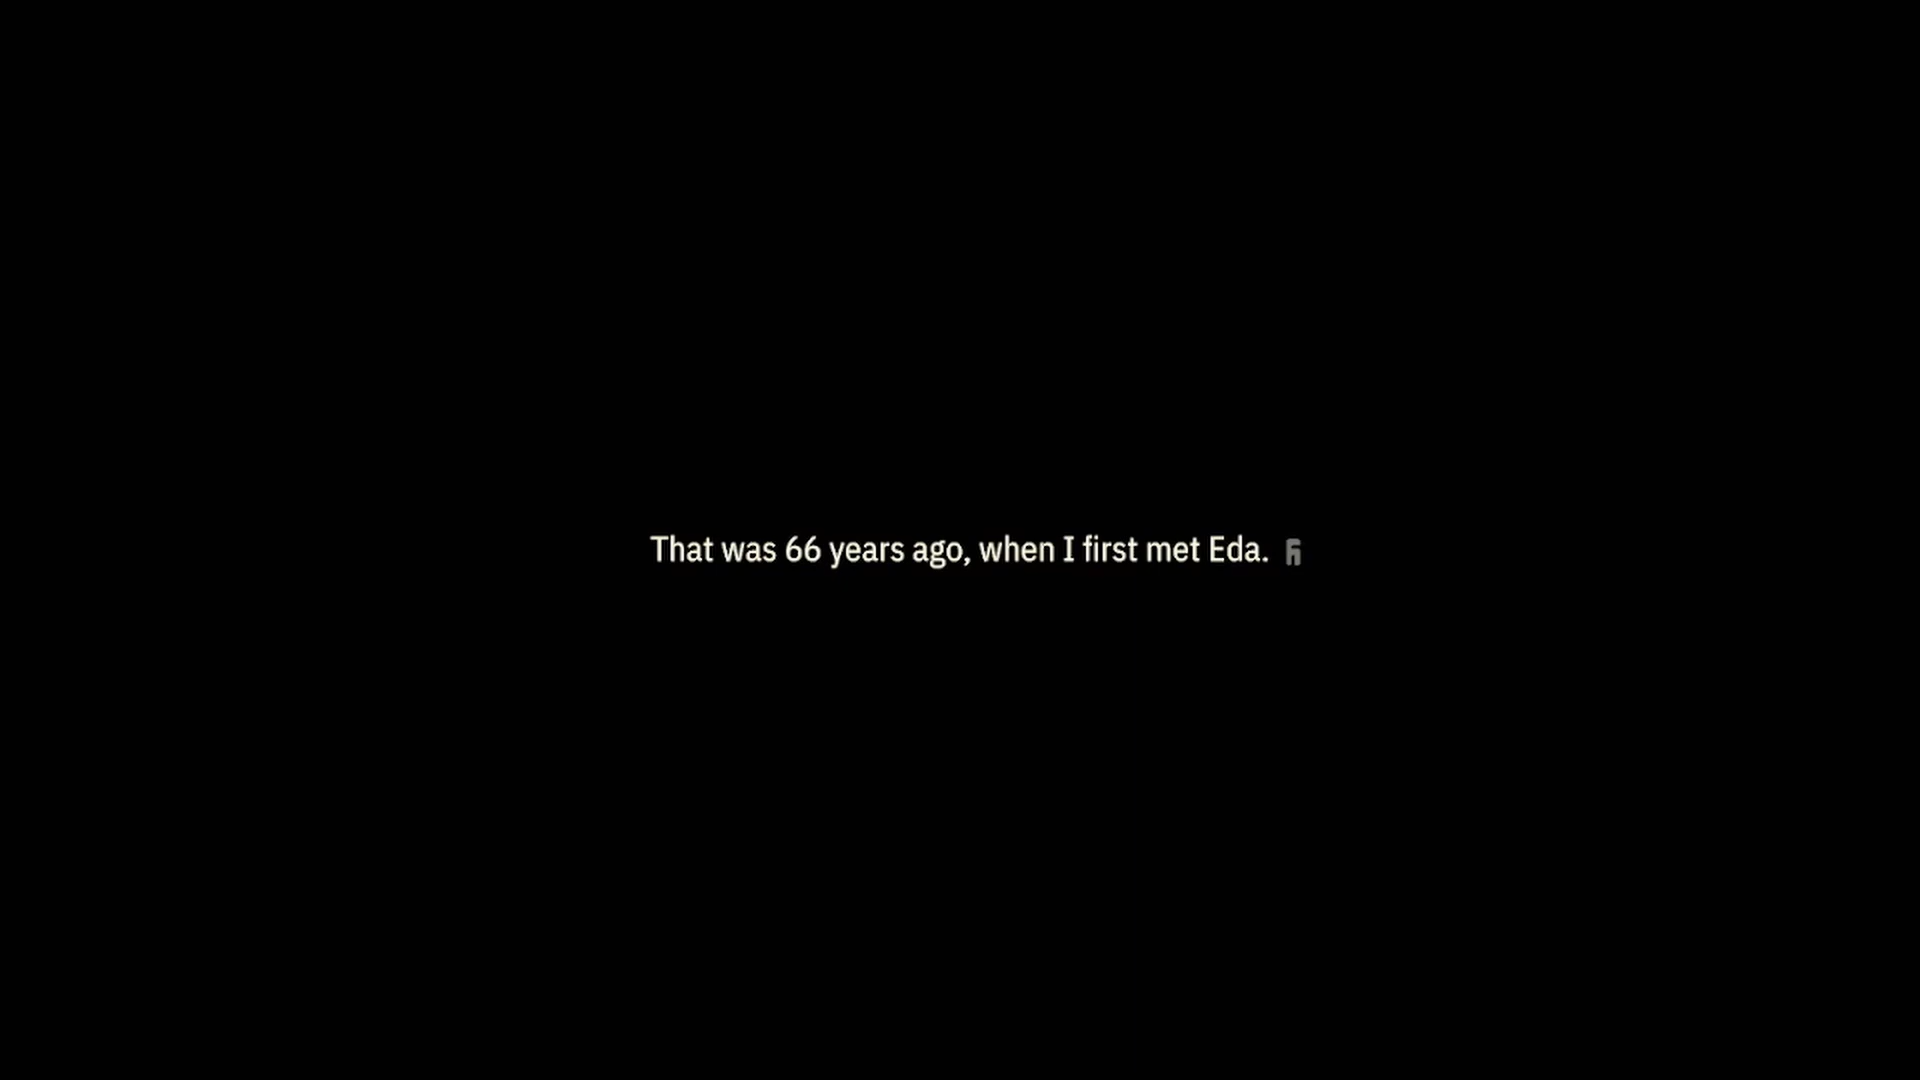 That was 66 years ago, when I first met Eda.